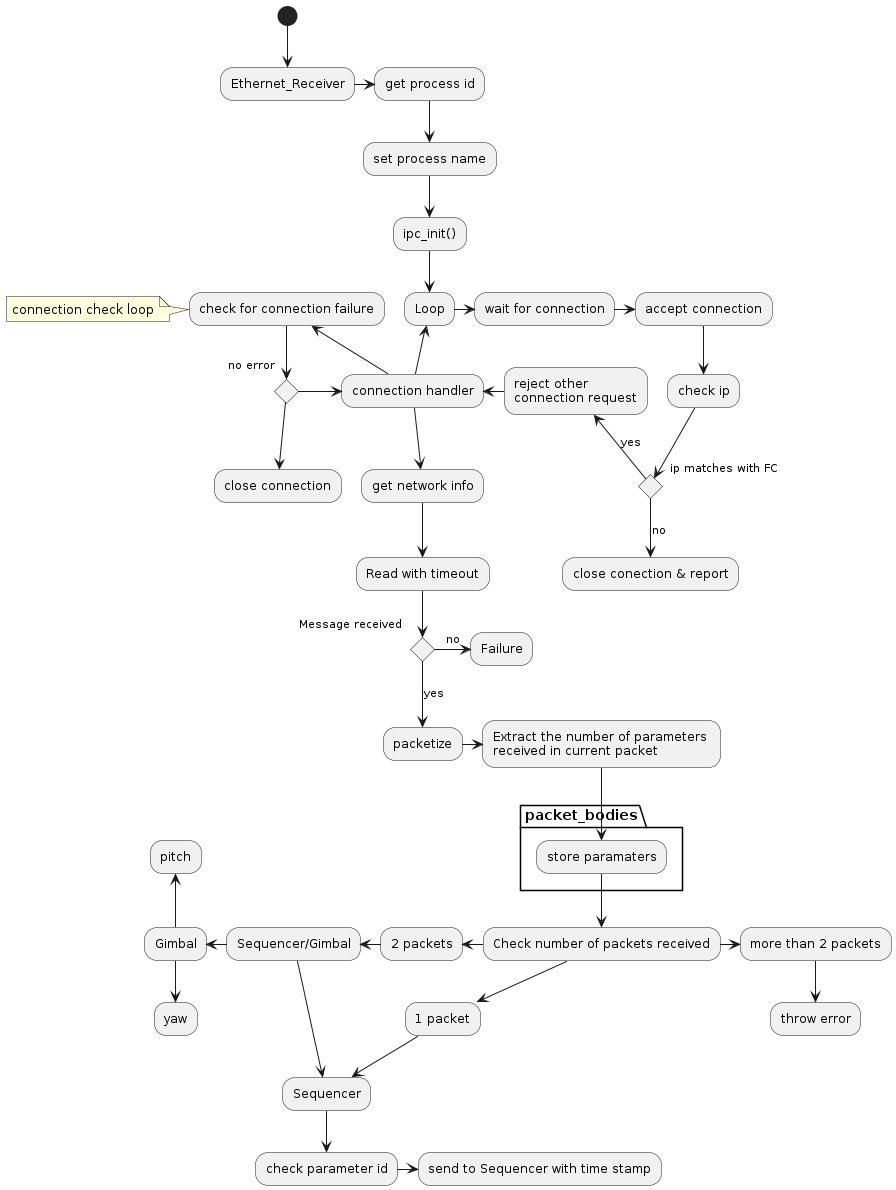 Ethernet_Receiver
get process id
set process name
ipc_init()
connection check loop
check for connection failure
Loop
wait for connection
accept connection
no error
connection handler
reject other
connection request
check ip
yes
ip matches with FC
close connection
get network info
no
Read with timeout
close conection & report
Message received
no
Failure
yes
packetize
Extract the number of parameters
received in current packet
packet_bodies
store paramaters
pitch
Gimbal
Sequencer/Gimbal
2 packets
Check number of packets received
more than 2 packets
yaw
1 packet
throw error
Sequencer
check parameter id
send to Sequencer with time stamp